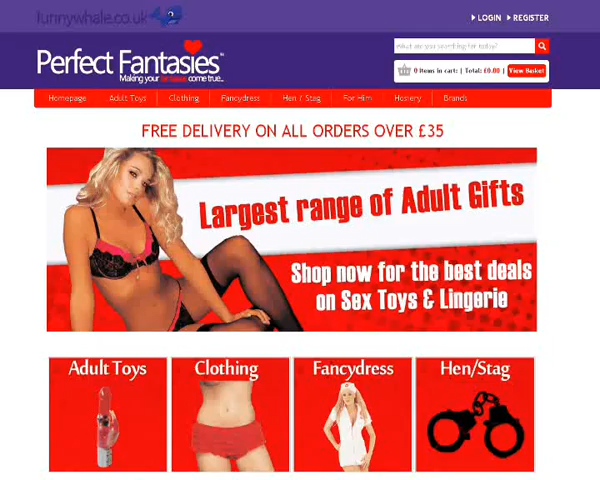 funnywhale.co.uk
LOGIN REGISTER
What are you searching for today?
Perfect Fantasies™
Making your fantasies come true...
0 items in cart: | Total: £0.00 | View Basket
Homepage Adult Toys Clothing Fancydress Hen / Stag For Him Hosiery Brands
FREE DELIVERY ON ALL ORDERS OVER £35
Largest range of Adult Gifts
Shop now for the best deals
on Sex Toys & Lingerie
Adult Toys Clothing Fancydress Hen/Stag